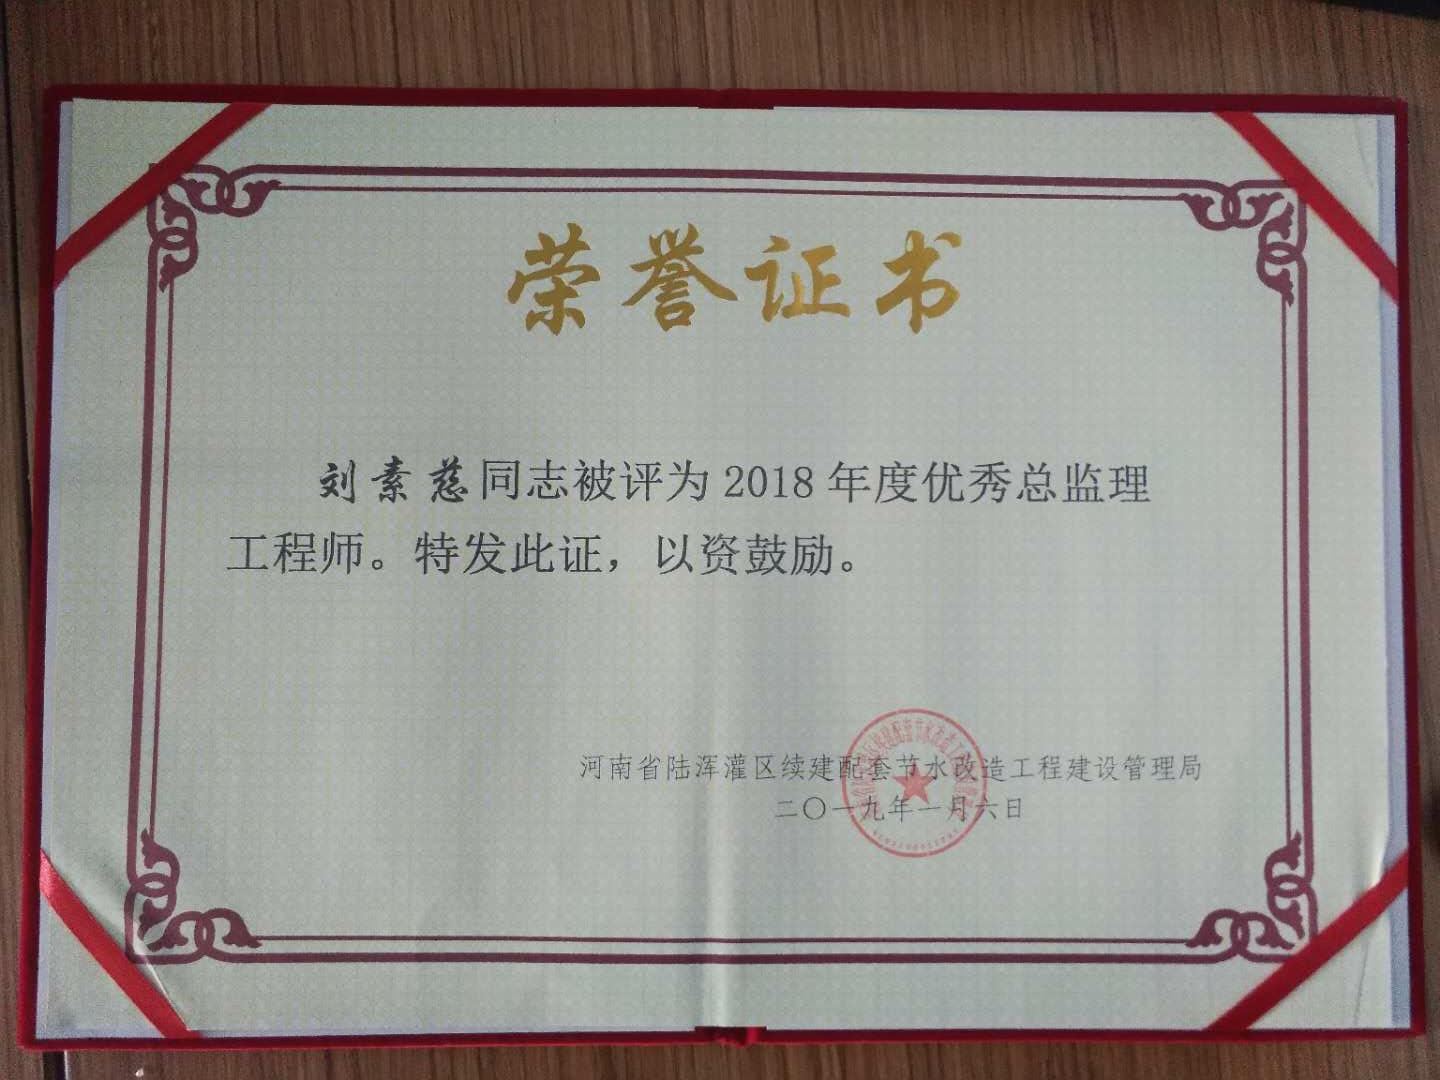 荣誉证书
刘素慈同志被评为2018年度优秀总监理
工程师。特发此证，以资鼓励。
河南省陆浑灌区续建配套节水改造工程建设管理局
二〇一九年一月六日